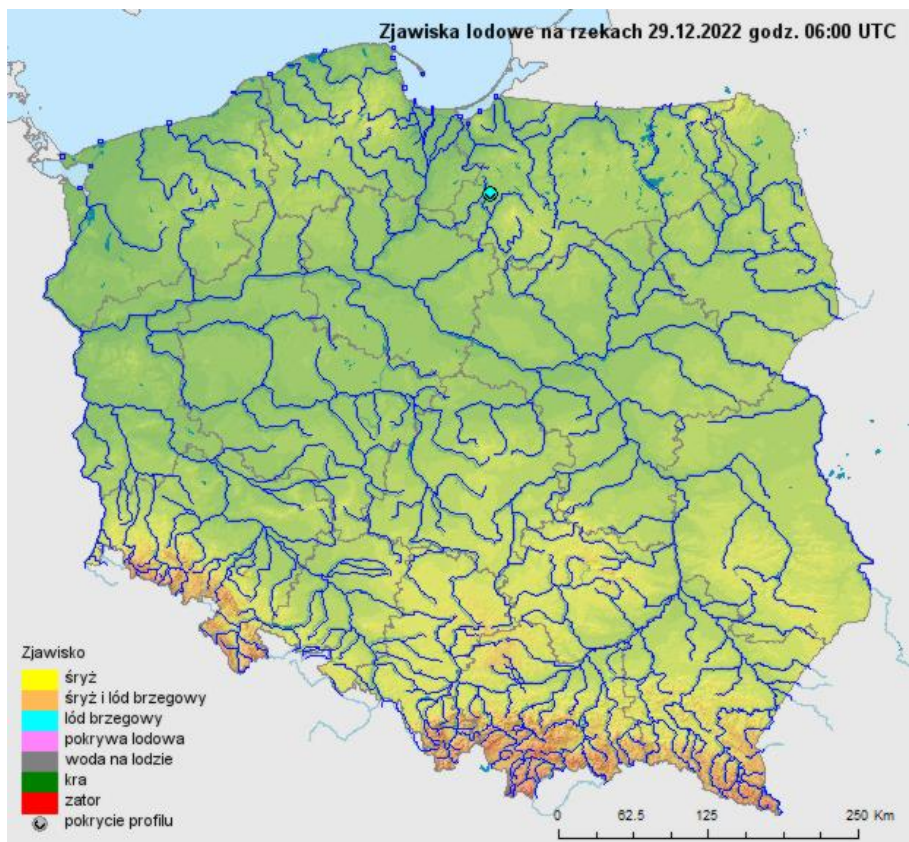 Zjawiska lodowe na rzekach 29.12.2022 godz. 06:00 UTC
Zjawisko
śryż
śryż i lód brzegowy
lód brzegowy
pokrywa lodowa
woda na lodzie
kra
zator
pokrycie profilu
0 62.5 125 250 Km